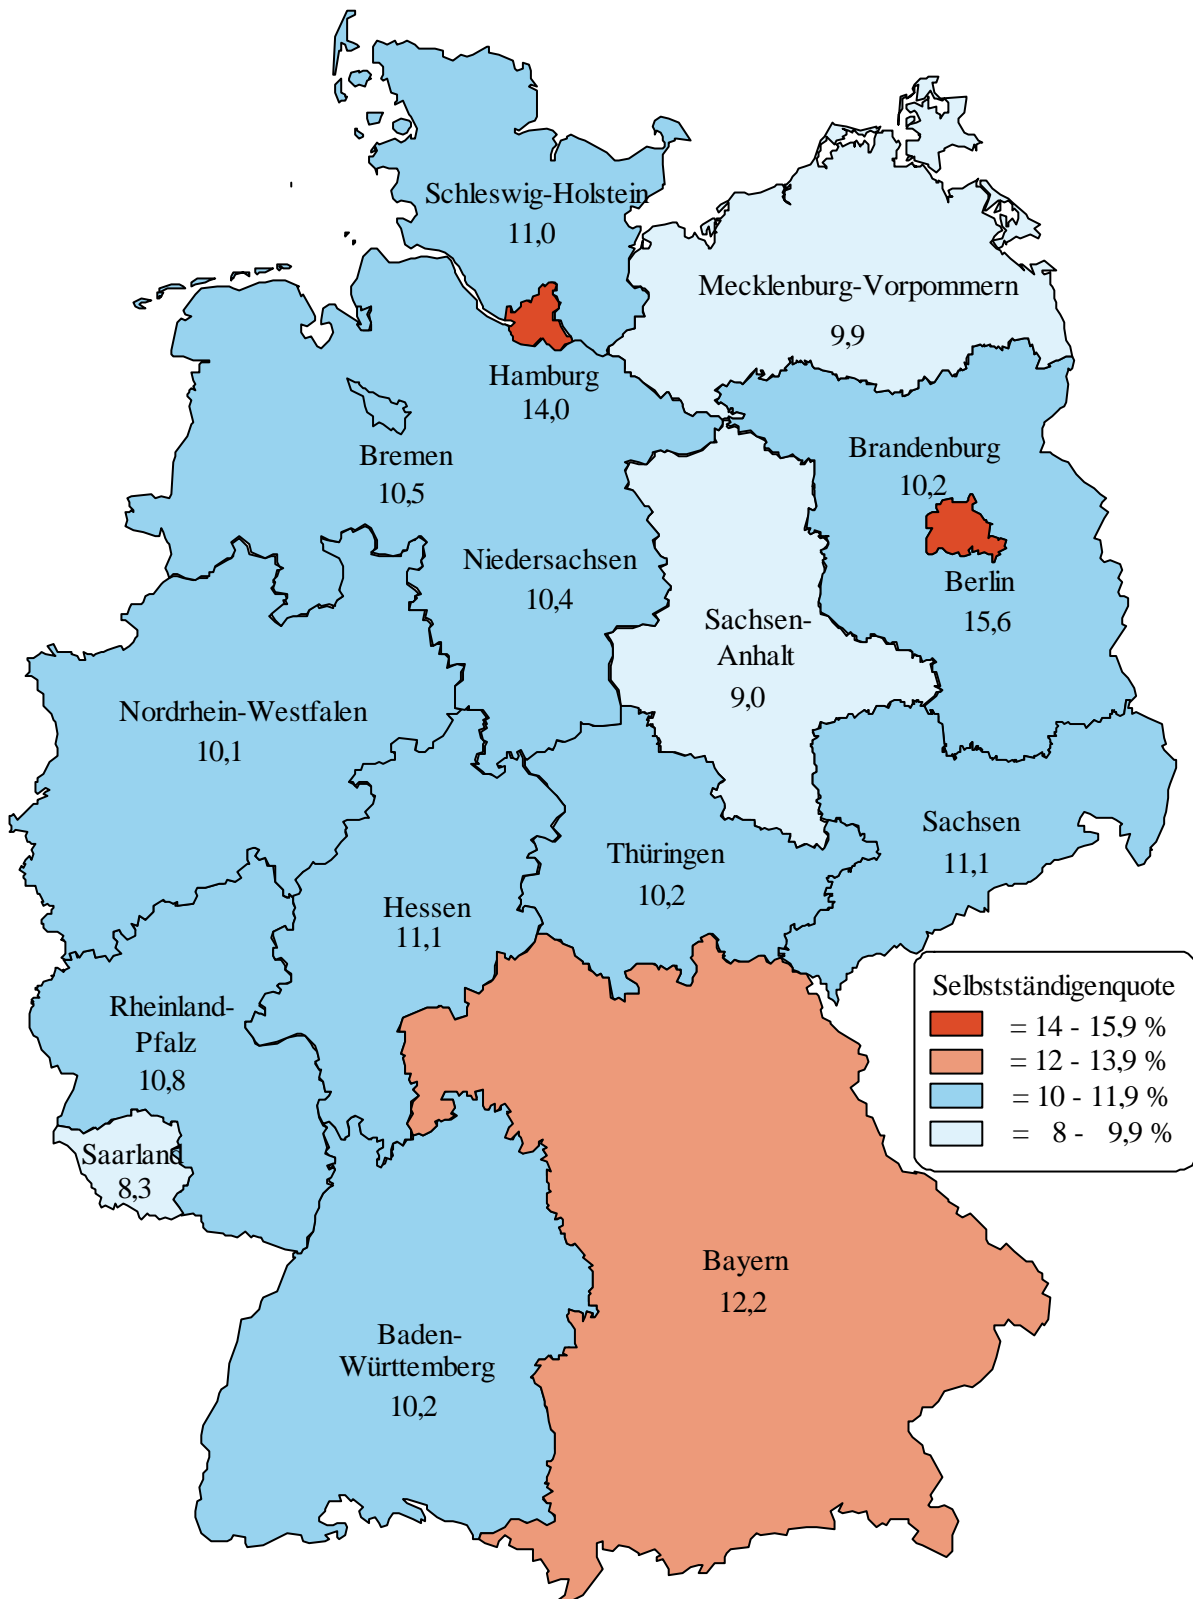 Schleswig-Holstein
11,0
Mecklenburg-Vorpommern
9,9
Hamburg
14,0
Bremen
10,5
Brandenburg
10,2
Niedersachsen
10,4
Berlin
15,6
Sachsen-
Anhalt
9,0
Nordrhein-Westfalen
10,1
Sachsen
11,1
Thüringen
10,2
Hessen
11,1
Rheinland-
Pfalz
10,8
Selbstständigenquote
= 14 - 15,9 %
= 12 - 13,9 %
= 10 - 11,9 %
= 8 - 9,9 %
Saarland
8,3
Bayern
12,2
Baden-
Württemberg
10,2